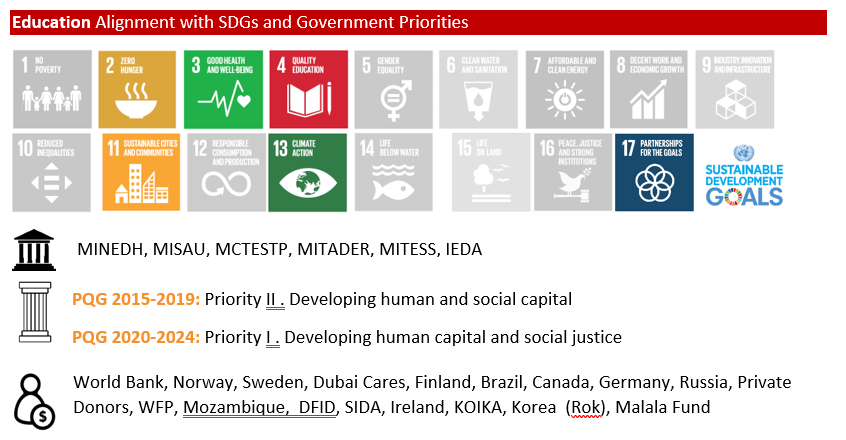 Education Alignment with SDGs and Government Priorities
1 NO POVERTY
2 ZERO HUNGER
3 GOOD HEALTH AND WELL-BEING
4 QUALITY EDUCATION
5 GENDER EQUALITY
6 CLEAN WATER AND SANITATION
7 AFFORDABLE AND CLEAN ENERGY
8 DECENT WORK AND ECONOMIC GROWTH
9 INDUSTRY, INNOVATION AND INFRASTRUCTURE
10 REDUCED INEQUALITIES
11 SUSTAINABLE CITIES AND COMMUNITIES
12 RESPONSIBLE CONSUMPTION AND PRODUCTION
13 CLIMATE ACTION
14 LIFE BELOW WATER
15 LIFE ON LAND
16 PEACE, JUSTICE AND STRONG INSTITUTIONS
17 PARTNERSHIPS FOR THE GOALS
SUSTAINABLE
DEVELOPMENT
GOALS
MINEDH, MISAU, MCTESTP, MITADER, MITESS, IEDA
PQG 2015-2019: Priority II . Developing human and social capital
PQG 2020-2024: Priority I . Developing human capital and social justice
World Bank, Norway, Sweden, Dubai Cares, Finland, Brazil, Canada, Germany, Russia, Private
Donors, WFP, Mozambique, DFID, SIDA, Ireland, KOIKA, Korea (Rok), Malala Fund